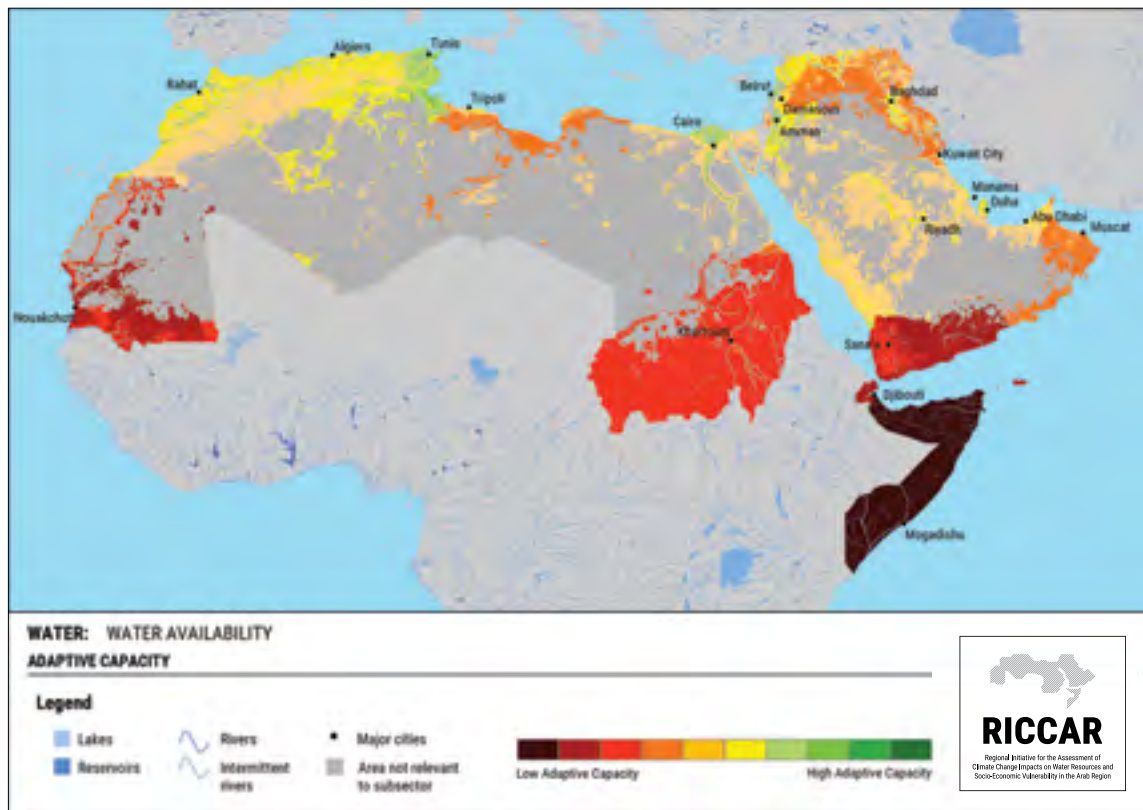 Algiers
Tunis
Rabat
Tripoli
Beirut
Baghdad
Damascus
Cairo
Amman
Kuwait City
Manama
Doha
Riyadh
Abu Dhabi
Muscat
Nouakchott
Khartoum
Sana'a
Djibouti
Mogadishu
WATER: WATER AVAILABILITY
ADAPTIVE CAPACITY
Legend
Lakes
Rivers
Major cities
Reservoirs
Intermittent
rivers
Area not relevant
to subsector
Low Adaptive Capacity
High Adaptive Capacity
RICCAR
Regional Initiative for the Assessment of
Climate Change Impacts on Water Resources and
Socio-Economic Vulnerability in the Arab Region